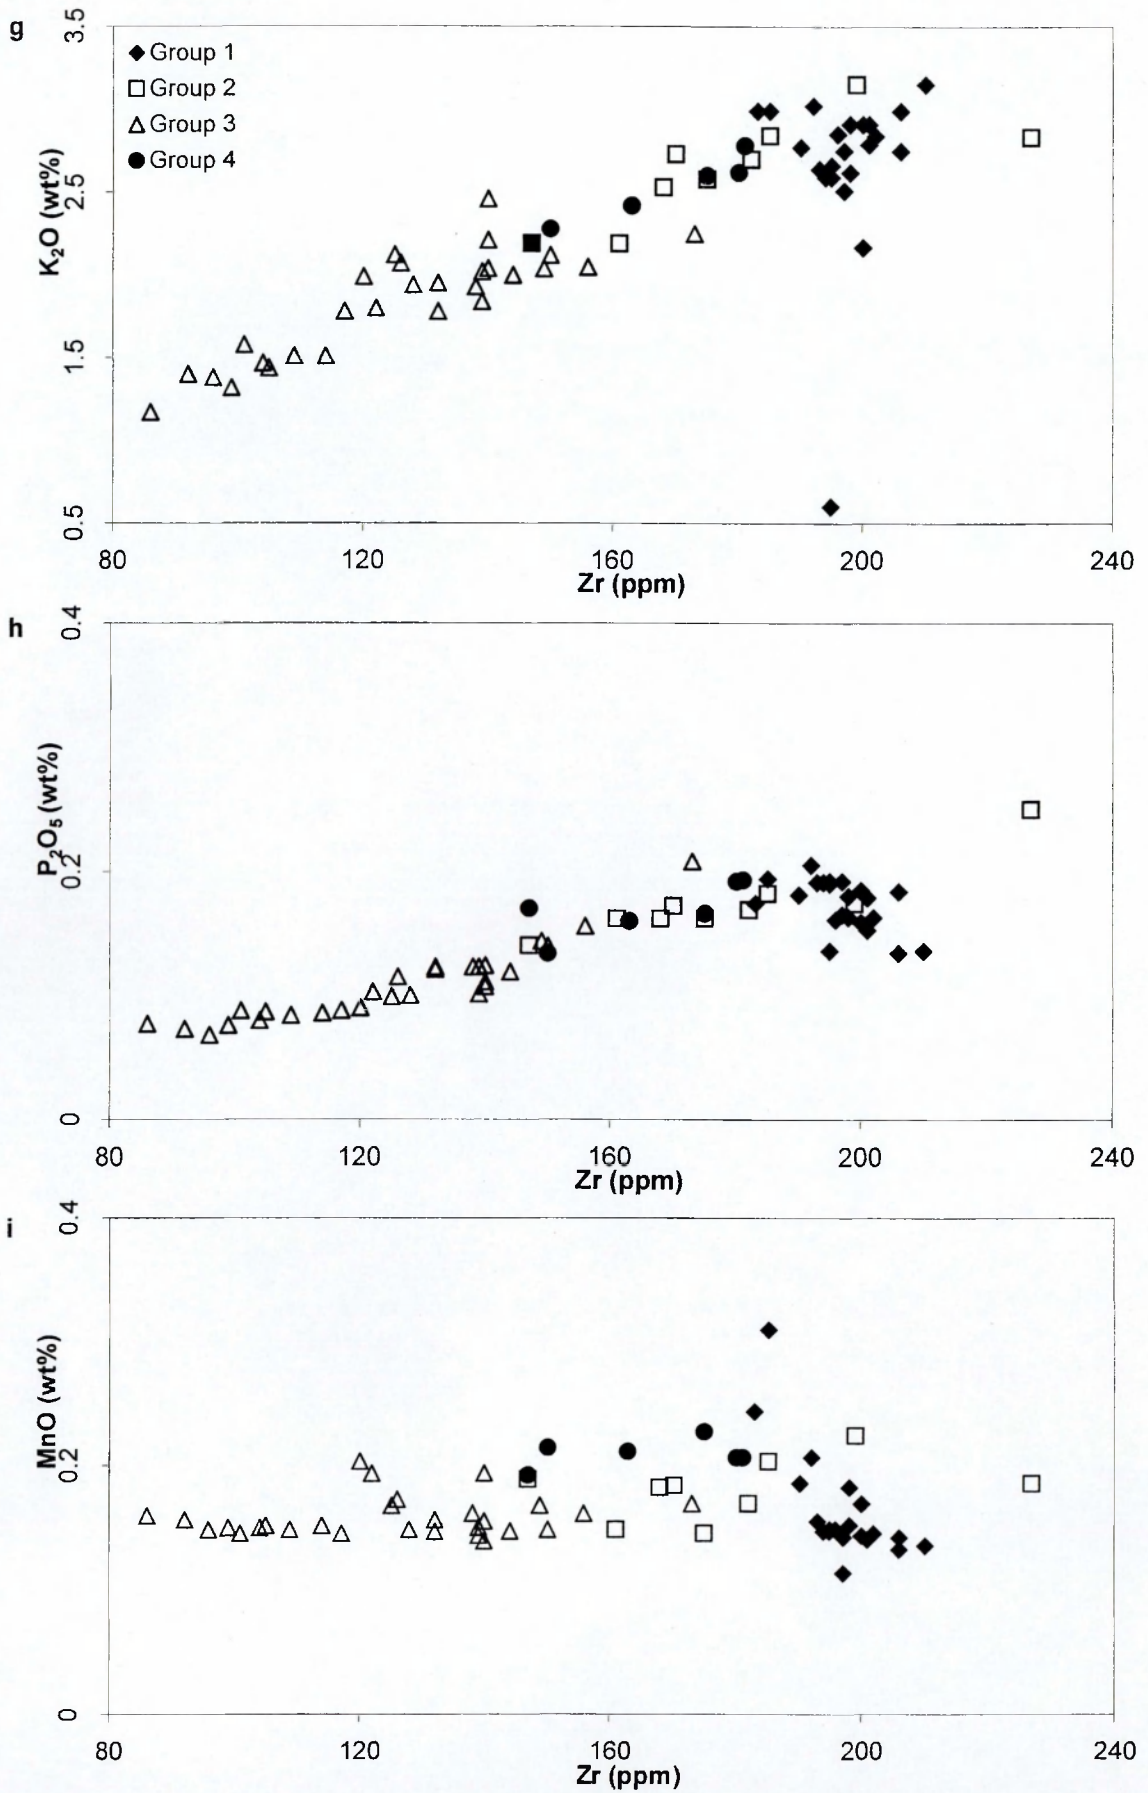 g
3.5
2.5
1.5
0.5
K₂O (wt%)
Group 1
Group 2
Group 3
Group 4
80 120 160 200 240
Zr (ppm)
h
0.4
0.2
0
P₂O₅ (wt%)
80 120 160 200 240
Zr (ppm)
i
0.4
0.2
0
MnO (wt%)
80 120 160 200 240
Zr (ppm)